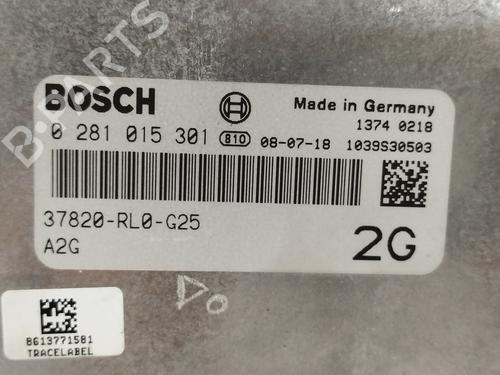 BOSCH
Made in Germany
1374 0218
0 281 015 301 810 08-07-18 1039S30503
37820-RL0-G25
A2G
2G
8613771581
TRACELABEL
B-PARTS